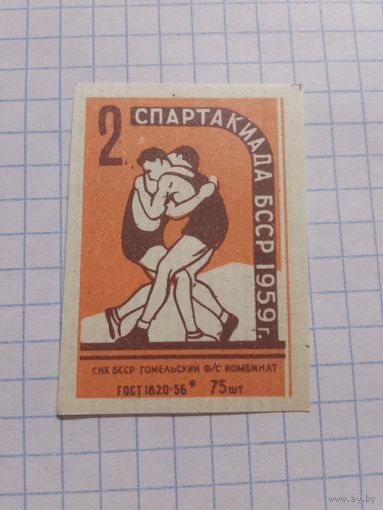 2
СПАРТАКИАДА БССР 1959 г.
СНХ БССР ГОМЕЛЬСКИЙ Ф/С КОМБИНАТ
ГОСТ 1820-56 * 75 шт
www.ay.by